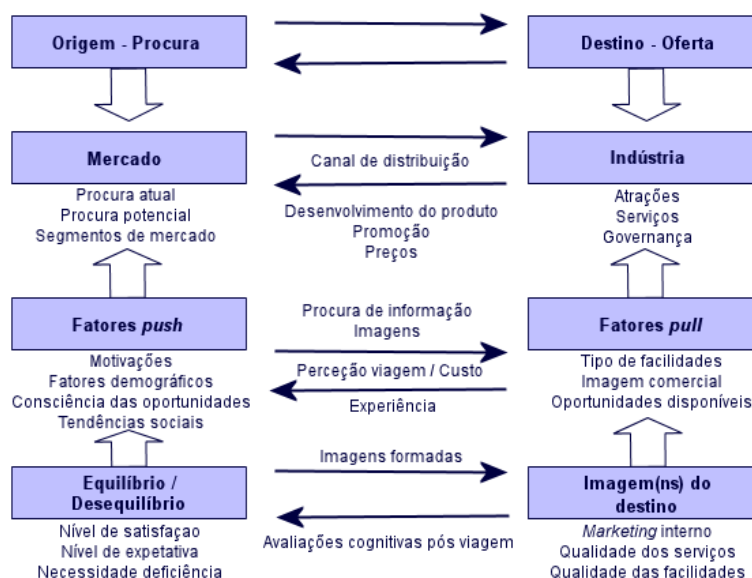 Origem - Procura
Destino - Oferta
Mercado
Canal de distribuição
Indústria
Procura atual
Procura potencial
Segmentos de mercado
Desenvolvimento do produto
Promoção
Preços
Atrações
Serviços
Governança
Fatores push
Procura de informação
Imagens
Fatores pull
Motivações
Fatores demográficos
Consciência das oportunidades
Tendências sociais
Perceção viagem / Custo
Experiência
Tipo de facilidades
Imagem comercial
Oportunidades disponíveis
Equilíbrio /
Desequilíbrio
Imagens formadas
Imagem(ns) do
destino
Nível de satisfaçao
Nível de expetativa
Necessidade deficiência
Avaliações cognitivas pós viagem
Marketing interno
Qualidade dos serviços
Qualidade das facilidades